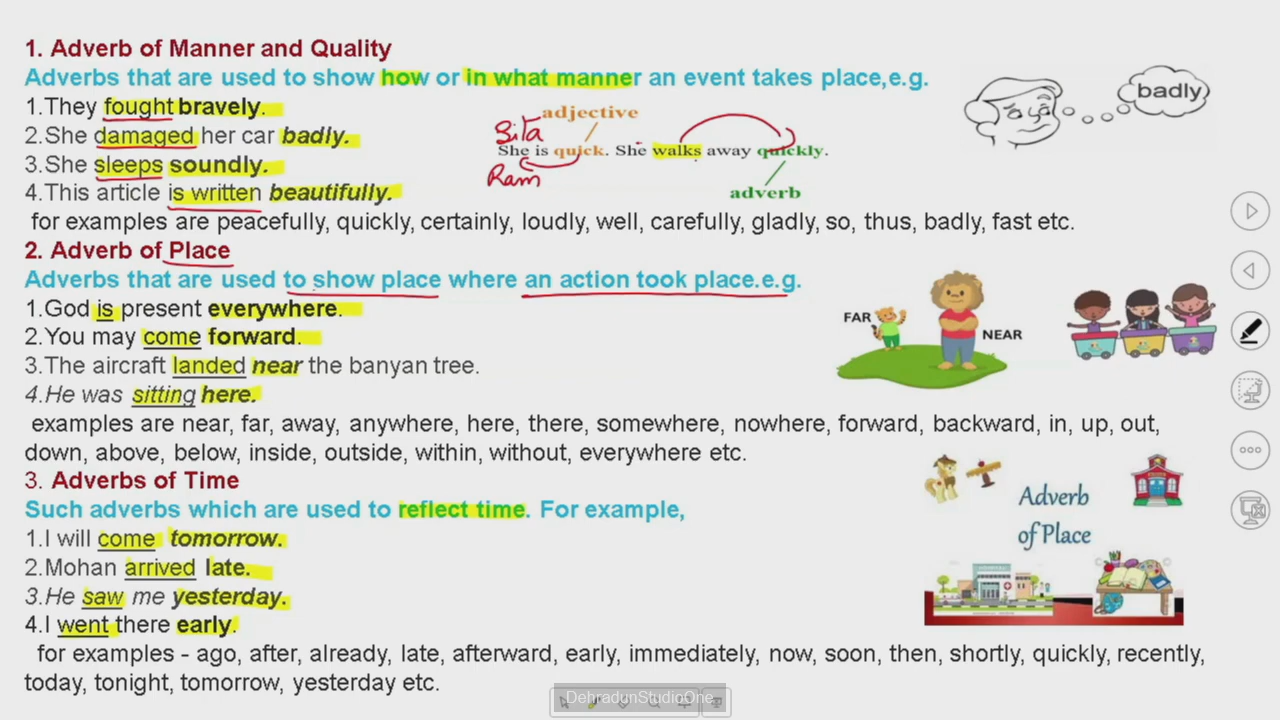 1. Adverb of Manner and Quality
Adverbs that are used to show how or in what manner an event takes place,e.g.
1.They fought bravely.
2.She damaged her car badly.
3.She sleeps soundly.
4.This article is written beautifully.
adjective
Sita
She is quick. She walks away quickly.
Ram
adverb
badly
for examples are peacefully, quickly, certainly, loudly, well, carefully, gladly, so, thus, badly, fast etc.
2. Adverb of Place
Adverbs that are used to show place where an action took place.e.g.
1.God is present everywhere.
2.You may come forward.
3.The aircraft landed near the banyan tree.
4.He was sitting here.
FAR
NEAR
examples are near, far, away, anywhere, here, there, somewhere, nowhere, forward, backward, in, up, out,
down, above, below, inside, outside, within, without, everywhere etc.
3. Adverbs of Time
Such adverbs which are used to reflect time. For example,
1.I will come tomorrow.
2.Mohan arrived late.
3.He saw me yesterday.
4.I went there early.
Adverb
of Place
for examples - ago, after, already, late, afterward, early, immediately, now, soon, then, shortly, quickly, recently,
today, tonight, tomorrow, yesterday etc.
DehradunStudioOne